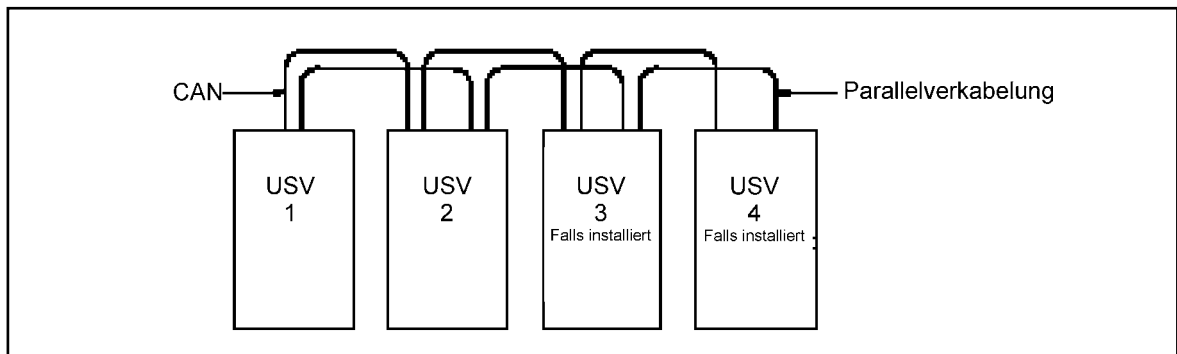 CAN
Parallelverkabelung
USV
1
USV
2
USV
3
Falls installiert
USV
4
Falls installiert